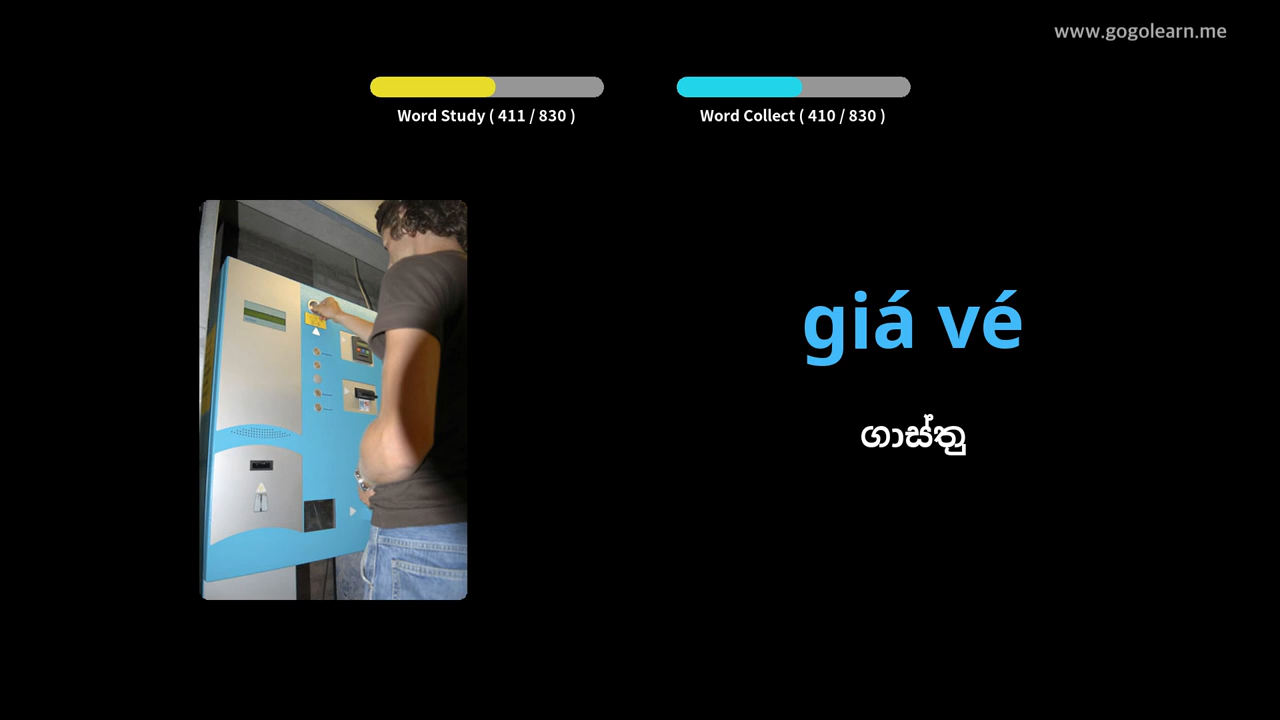 www.gogolearn.me
Word Study ( 411 / 830 )
Word Collect ( 410 / 830 )
giá vé
ගාස්තු